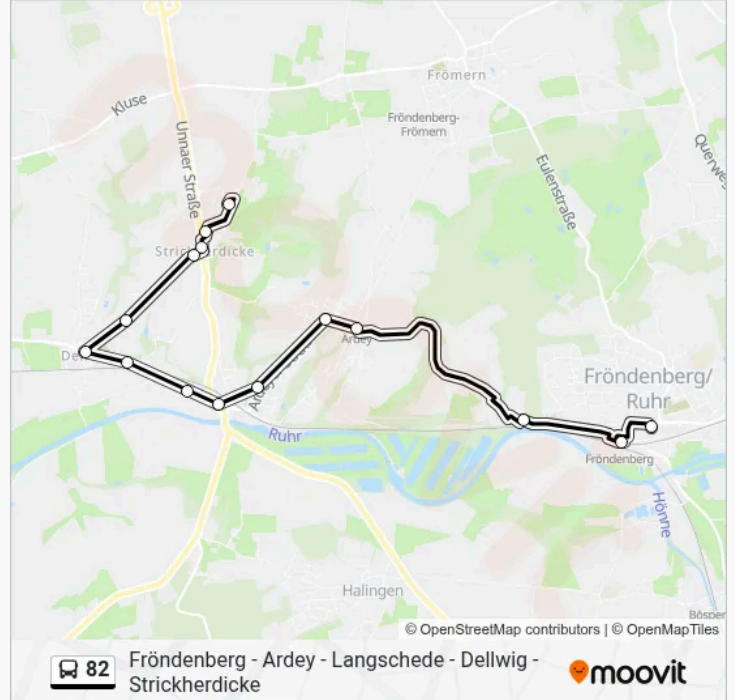 Frömern
Kluse
Fröndenberg-
Frömern
Unnaer Straße
Eulenstraße
Strickherdicke
Ardey
Fröndenberg/
Ruhr
Ruhr
Fröndenberg
Hönne
Halingen
© OpenStreetMap contributors | © OpenMapTiles
82
Fröndenberg - Ardey - Langschede - Dellwig -
Strickherdicke
moovit